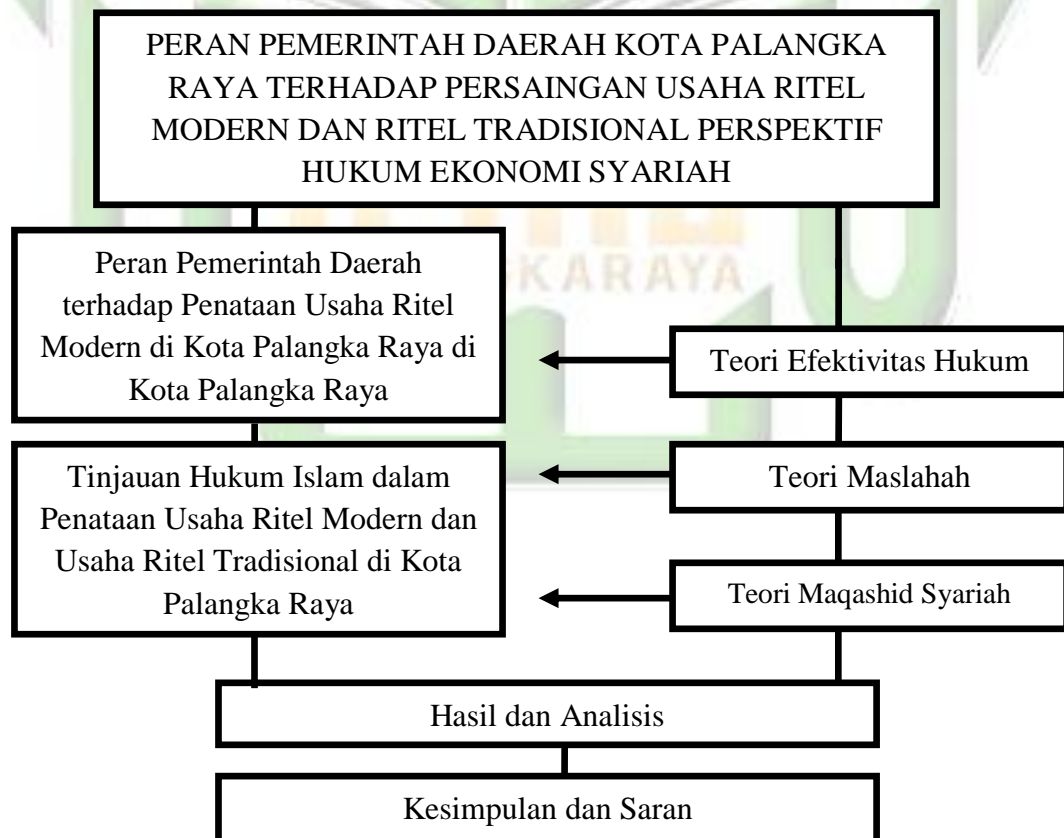 PERAN PEMERINTAH DAERAH KOTA PALANGKA
RAYA TERHADAP PERSAINGAN USAHA RITEL
MODERN DAN RITEL TRADISIONAL PERSPEKTIF
HUKUM EKONOMI SYARIAH
KARAYA
Peran Pemerintah Daerah
terhadap Penataan Usaha Ritel
Modern di Kota Palangka Raya di
Kota Palangka Raya
Teori Efektivitas Hukum
Tinjauan Hukum Islam dalam
Penataan Usaha Ritel Modern dan
Usaha Ritel Tradisional di Kota
Palangka Raya
Teori Maslahah
Teori Maqashid Syariah
Hasil dan Analisis
Kesimpulan dan Saran